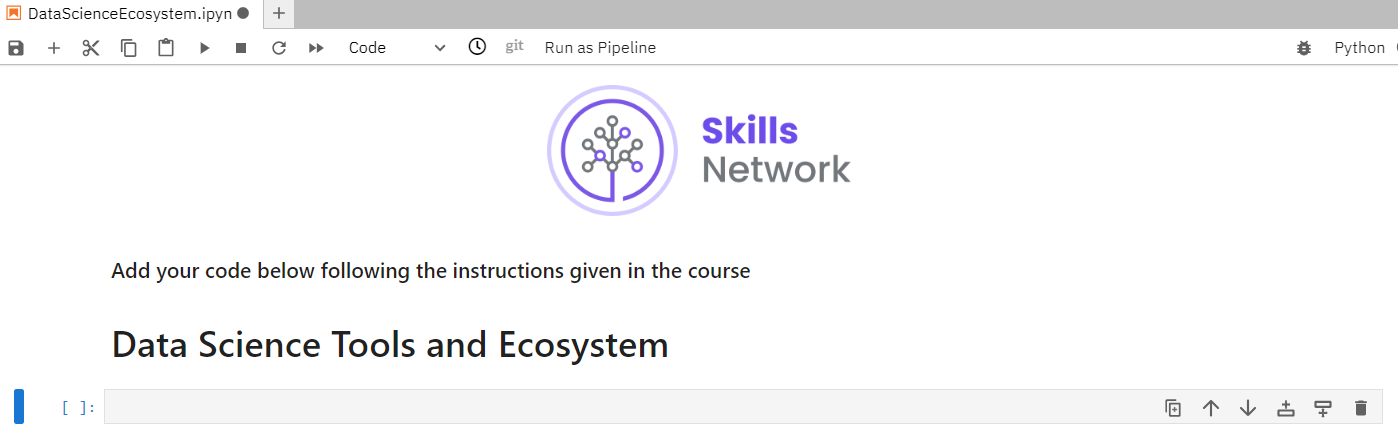 DataScienceEcosystem.ipyn
Code git Run as Pipeline Python
Skills
Network
Add your code below following the instructions given in the course
Data Science Tools and Ecosystem
[ ]: